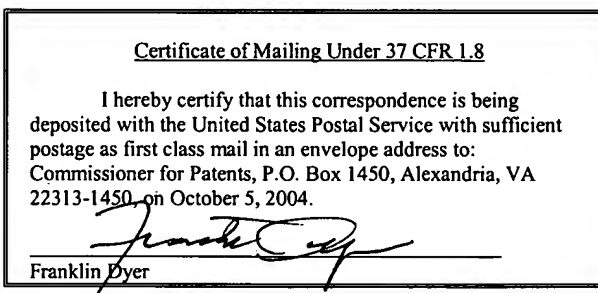 Certificate of Mailing Under 37 CFR 1.8
I hereby certify that this correspondence is being
deposited with the United States Postal Service with sufficient
postage as first class mail in an envelope address to:
Commissioner for Patents, P.O. Box 1450, Alexandria, VA
22313-1450, on October 5, 2004.
Franklin Dyer